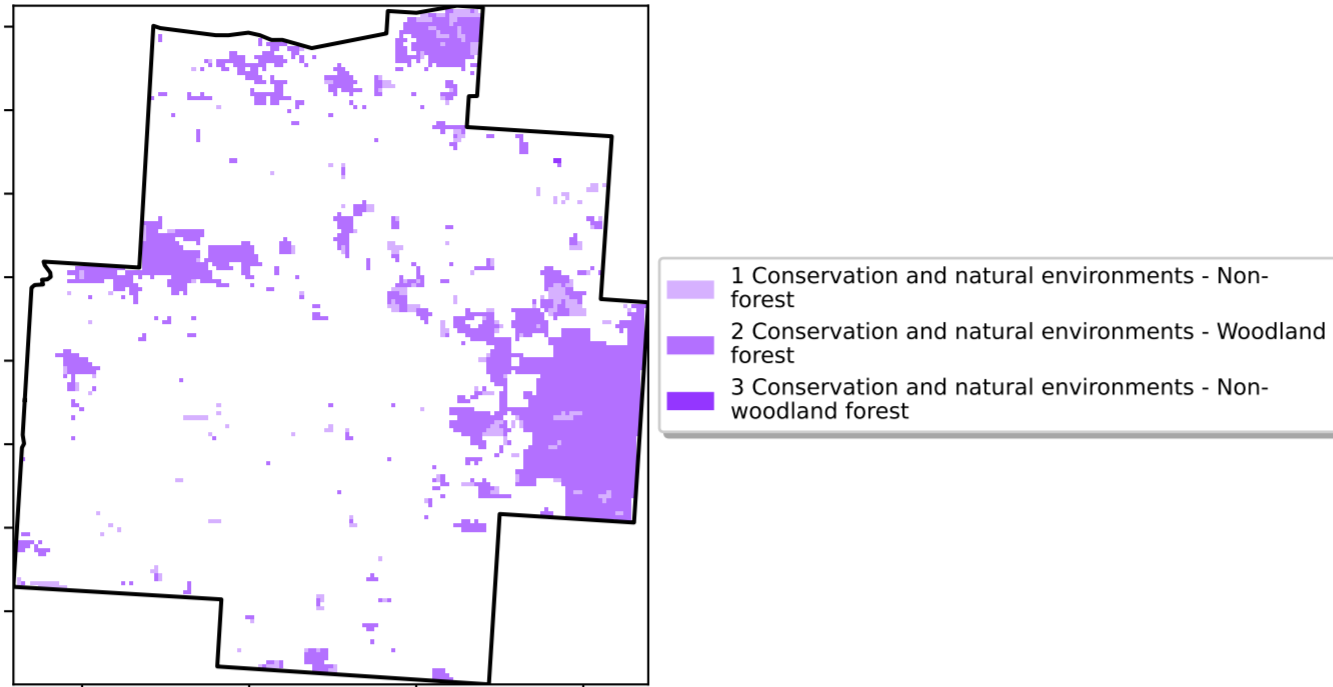 1 Conservation and natural environments - Non-
forest
2 Conservation and natural environments - Woodland
forest
3 Conservation and natural environments - Non-
woodland forest